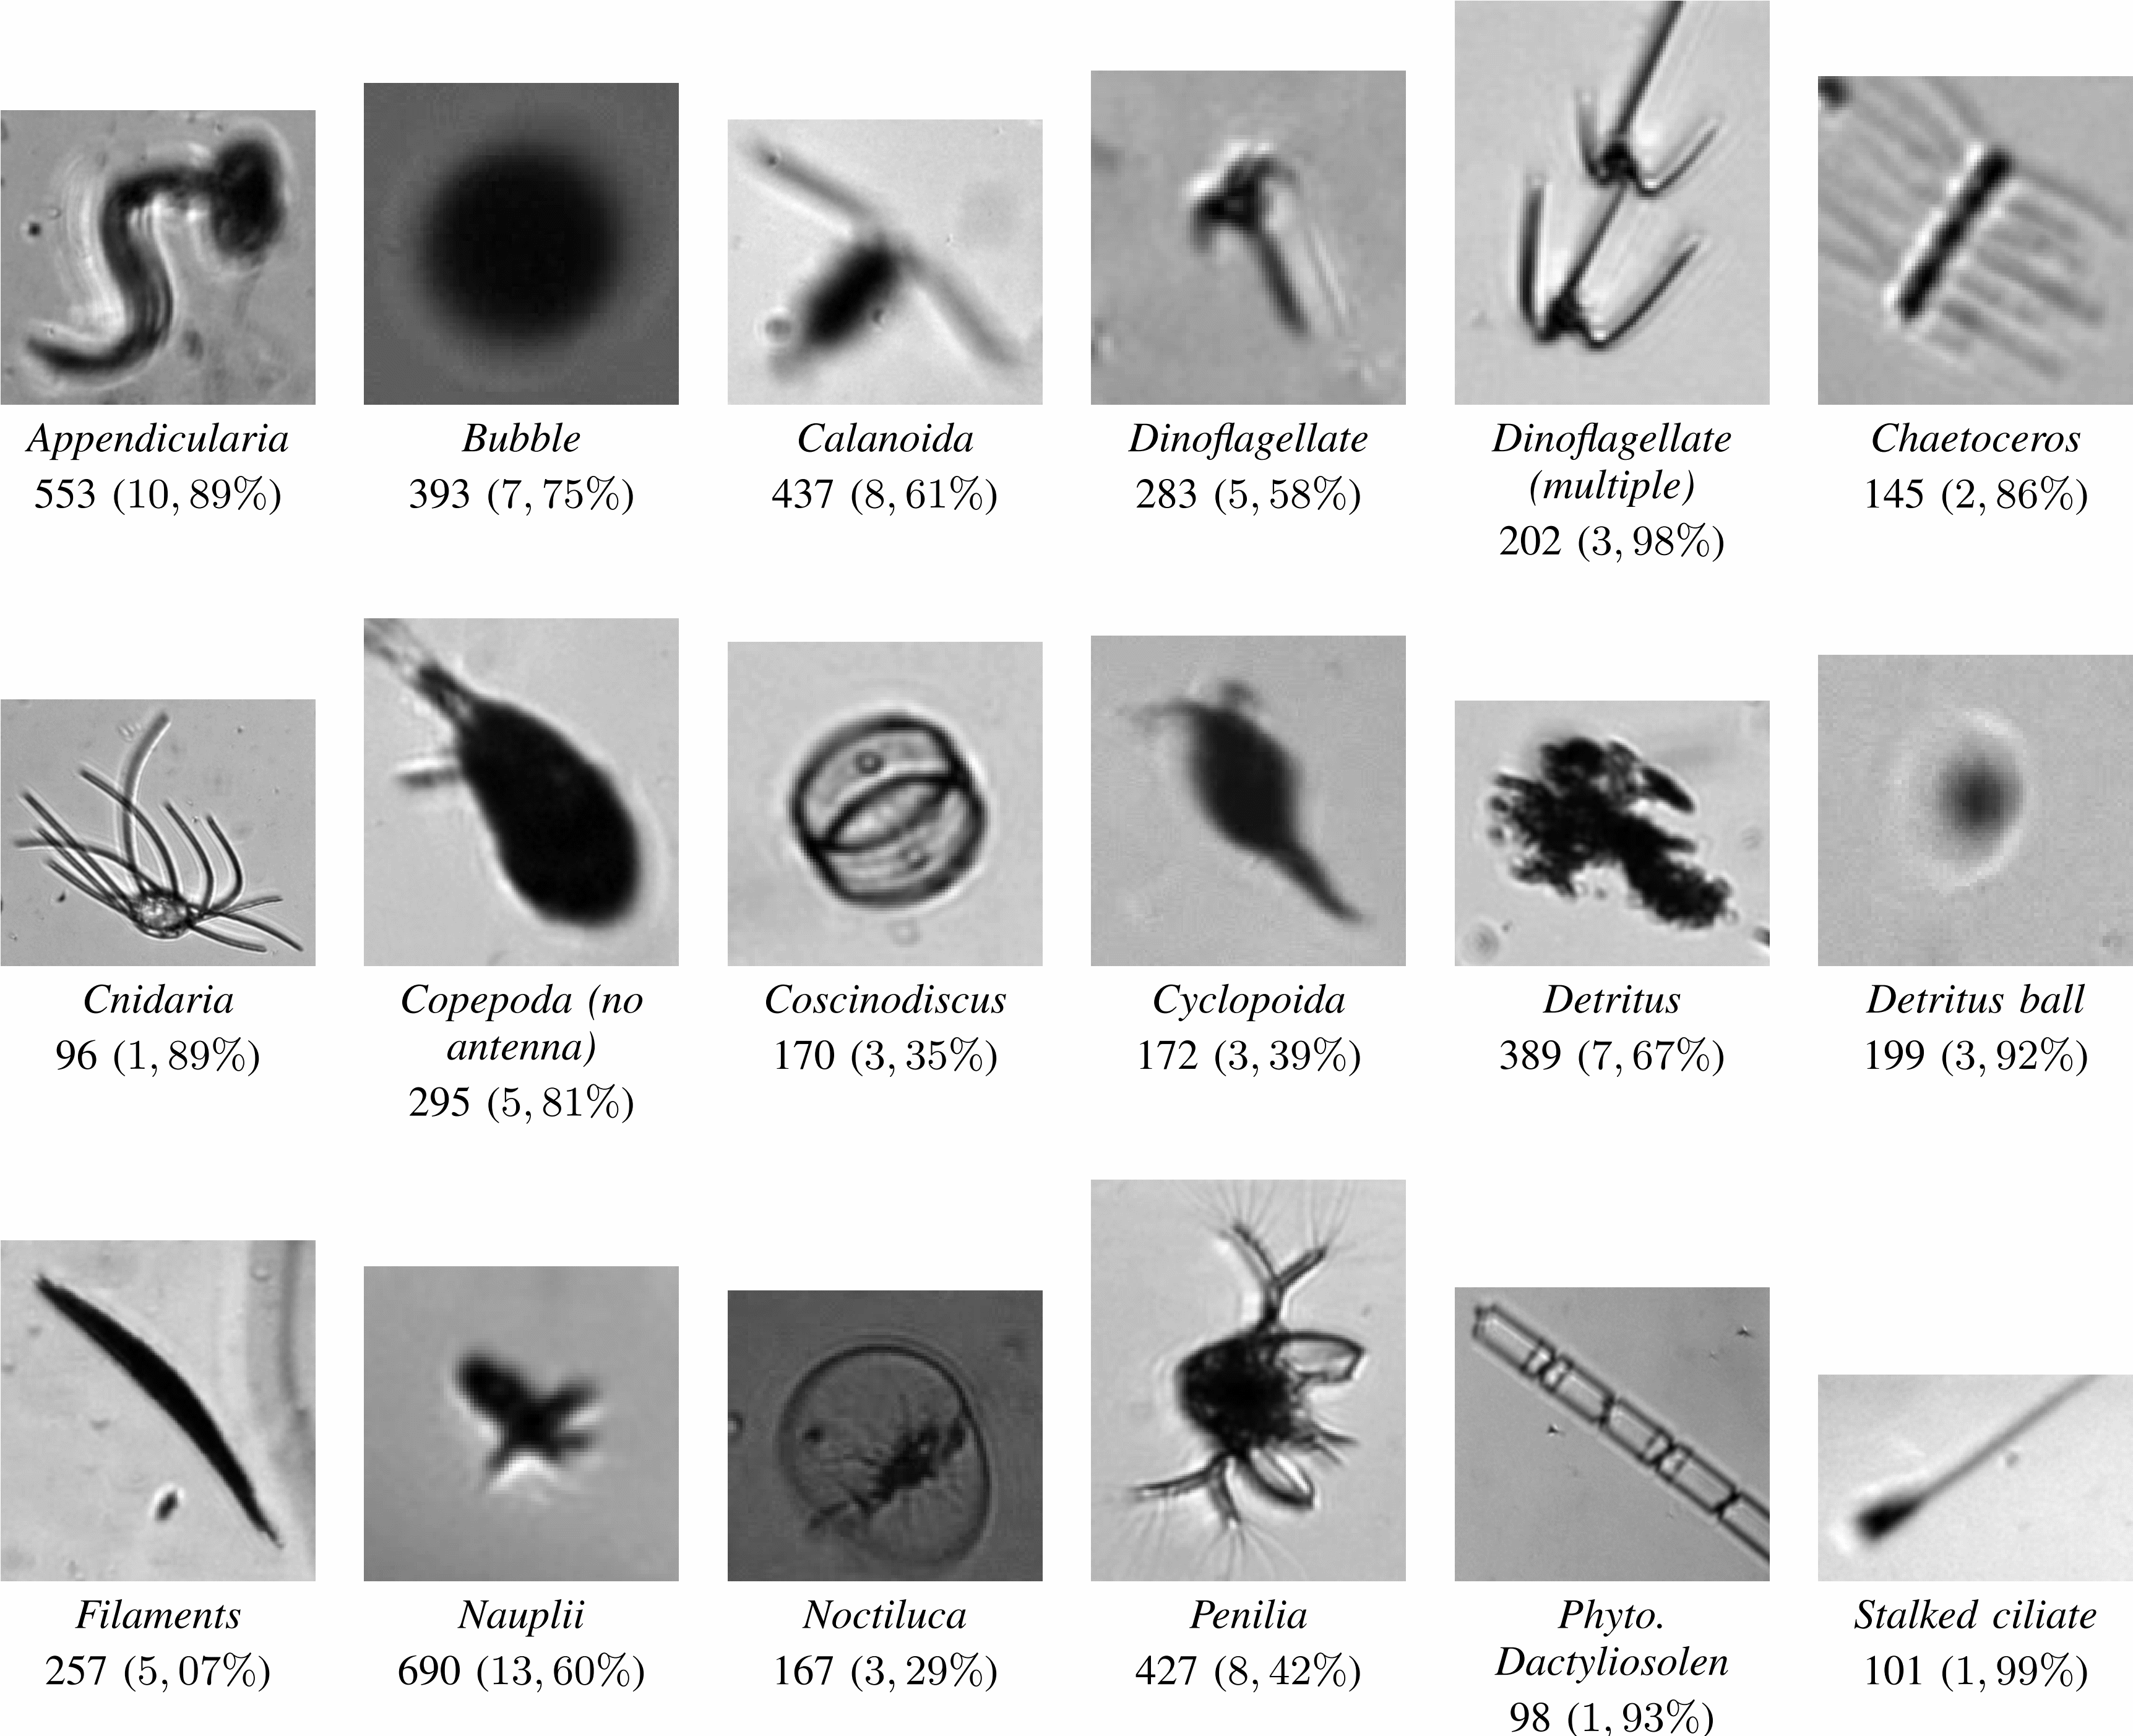 Appendicularia
553 (10, 89%)
Bubble
393 (7, 75%)
Calanoida
437 (8, 61%)
Dinoflagellate
283 (5, 58%)
Dinoflagellate
(multiple)
202 (3, 98%)
Chaetoceros
145 (2, 86%)
Cnidaria
96 (1, 89%)
Copepoda (no
antenna)
295 (5, 81%)
Coscinodiscus
170 (3, 35%)
Cyclopoida
172 (3, 39%)
Detritus
389 (7, 67%)
Detritus ball
199 (3, 92%)
Filaments
257 (5, 07%)
Nauplii
690 (13, 60%)
Noctiluca
167 (3, 29%)
Penilia
427 (8, 42%)
Phyto.
Dactyliosolen
98 (1, 93%)
Stalked ciliate
101 (1, 99%)